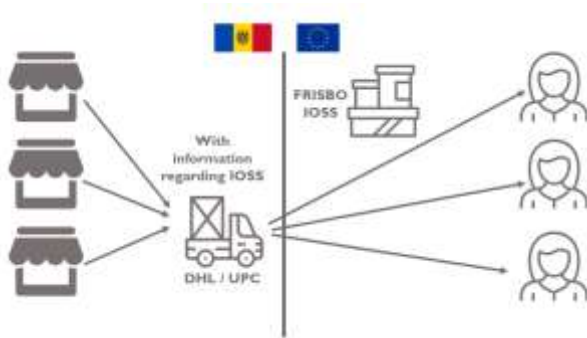 FRISBO
IOSS
With
information
regarding IOSS
DHL / UPC